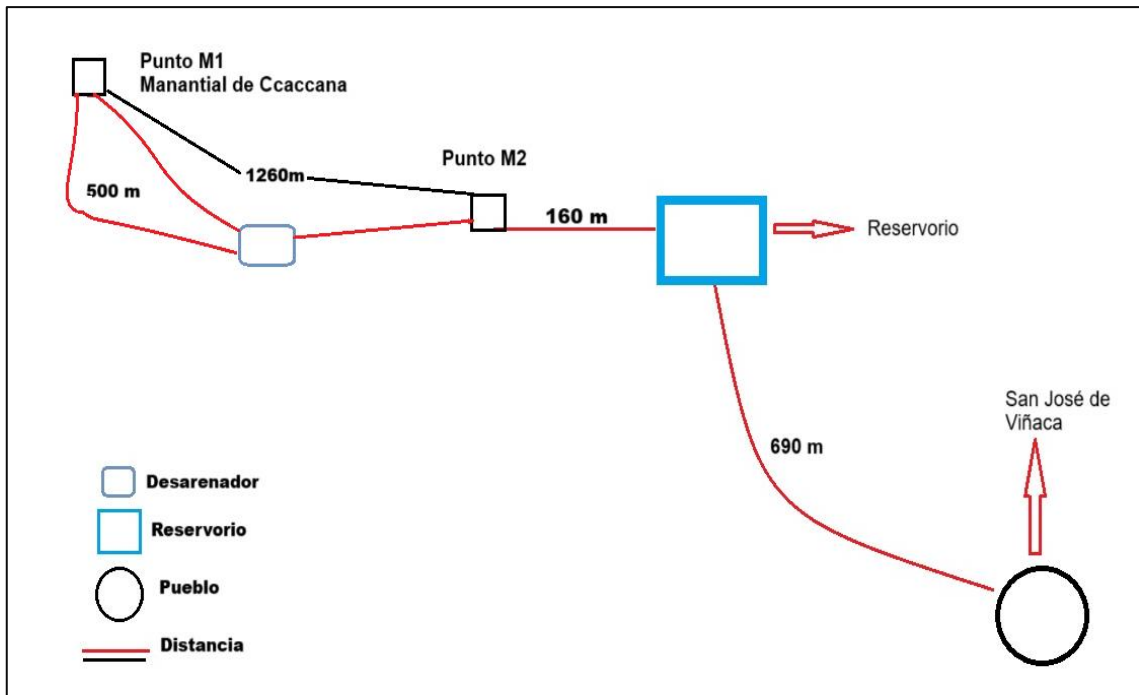 Punto M1
Manantial de Ccaccana
Punto M2
1260m
500 m
160 m
Reservorio
San José de
Viñaca
690 m
Desarenador
Reservorio
Pueblo
Distancia